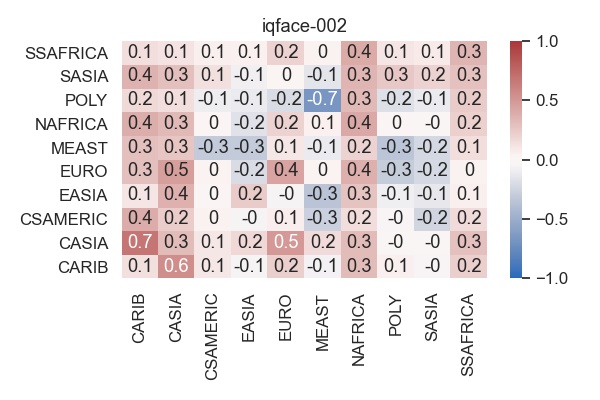 iqface-002
SSAFRICA 0.1 0.1 0.1 0.1 0.2 0 0.4 0.1 0.1 0.3
SASIA 0.4 0.3 0.1 -0.1 0 -0.1 0.3 0.3 0.2 0.3
POLY 0.2 0.1 -0.1 -0.1 -0.2 -0.7 0.3 -0.2 -0.1 0.2
NAFRICA 0.4 0.3 0 -0.2 0.2 0.1 0.4 0 -0 0.2
MEAST 0.3 0.3 -0.3 -0.3 0.1 -0.1 0.2 -0.3 -0.2 0.1
EURO 0.3 0.5 0 -0.2 0.4 0 0.4 -0.3 -0.2 0
EASIA 0.1 0.4 0 0.2 -0 -0.3 0.3 -0.1 -0.1 0.1
CSAMERIC 0.4 0.2 0 -0 0.1 -0.3 0.2 -0 -0.2 0.2
CASIA 0.7 0.3 0.1 0.2 0.5 0.2 0.3 -0 -0 0.3
CARIB 0.1 0.6 0.1 -0.1 0.2 -0.1 0.3 0.1 -0 0.2
CARIB
CASIA
CSAMERIC
EASIA
EURO
MEAST
NAFRICA
POLY
SASIA
SSAFRICA
1.0
0.5
0.0
−0.5
−1.0